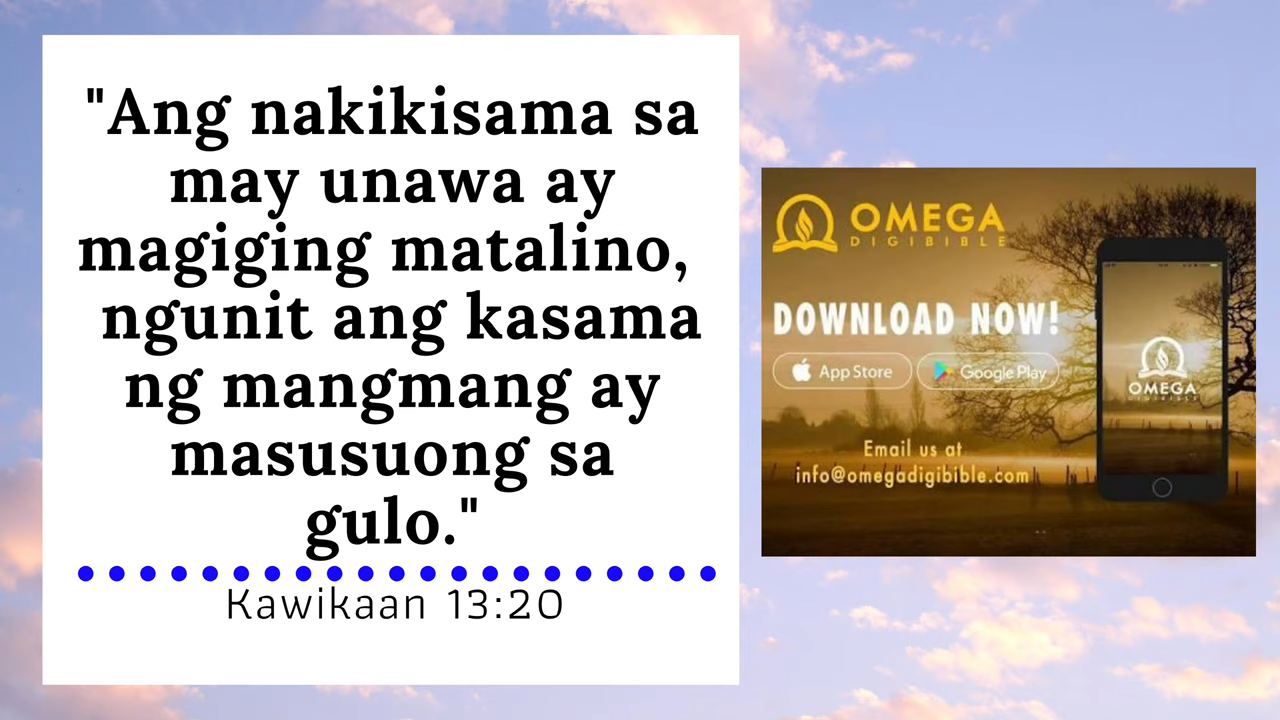 "Ang nakikisama sa
may unawa ay
magiging matalino,
ngunit ang kasama
ng mangmang ay
masusuong sa
gulo."
Kawikaan 13:20
OMEGA
DIGIBIBLE
DOWNLOAD NOW!
App Store
Google Play
Email us at
info@omegadigibible.com
OMEGA
DIGIBIBLE